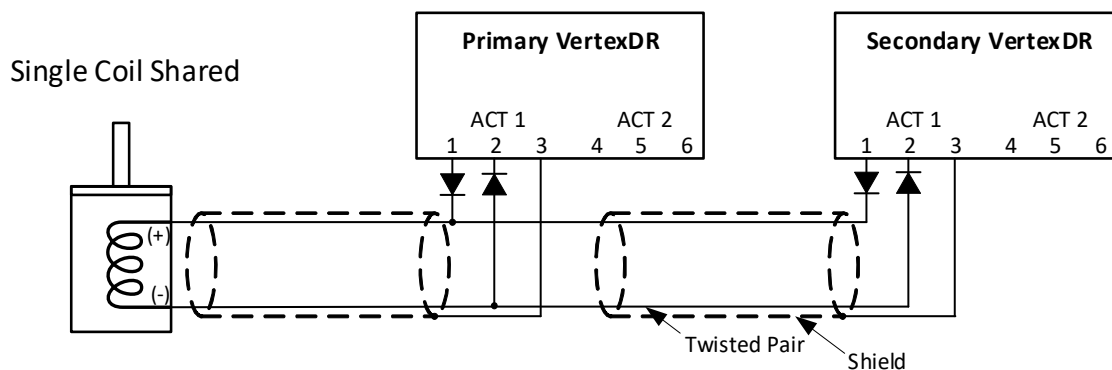 Primary VertexDR
Secondary VertexDR
Single Coil Shared
ACT 1 ACT 2
1 2 3 4 5 6
ACT 1 ACT 2
1 2 3 4 5 6
(+)
(-)
Twisted Pair
Shield